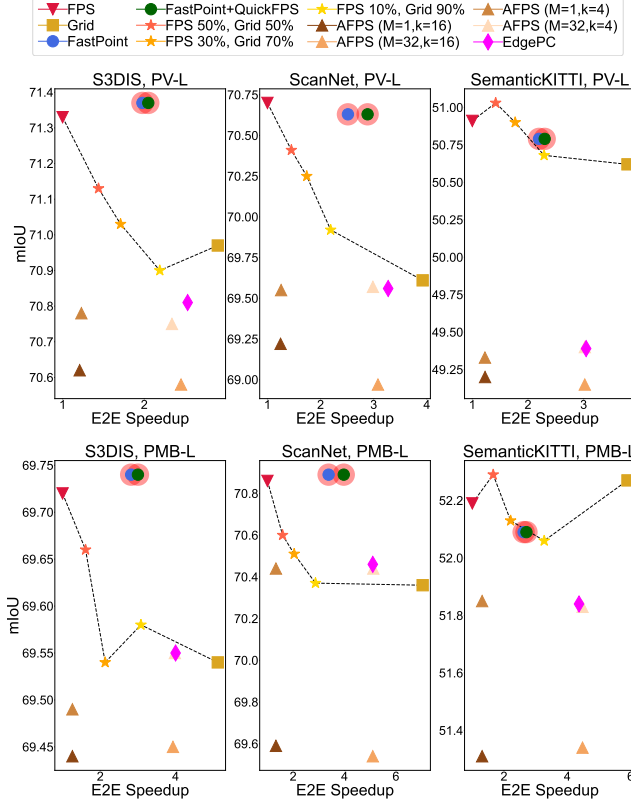 FPS FastPoint+QuickFPS FPS 10%, Grid 90% AFPS (M=32,k=4)
Grid FPS 50%, Grid 50% AFPS (M=1,k=16) EdgePC
FastPoint FPS 30%, Grid 70% AFPS (M=32,k=16)
AFPS (M=1,k=4)
S3DIS, PV-L ScanNet, PV-L SemanticKITTI, PV-L
mIoU
71.4
71.3
71.2
71.1
71.0
70.9
70.8
70.7
70.6
1 2
E2E Speedup
70.75
70.50
70.25
70.00
69.75
69.50
69.25
69.00
1 2 3 4
E2E Speedup
51.00
50.75
50.50
50.25
50.00
49.75
49.50
49.25
1 2 3
E2E Speedup
S3DIS, PMB-L ScanNet, PMB-L SemanticKITTI, PMB-L
mIoU
69.75
69.70
69.65
69.60
69.55
69.50
69.45
2 4
E2E Speedup
70.8
70.6
70.4
70.2
70.0
69.8
69.6
2 4 6
E2E Speedup
52.2
52.0
51.8
51.6
51.4
2 4 6
E2E Speedup